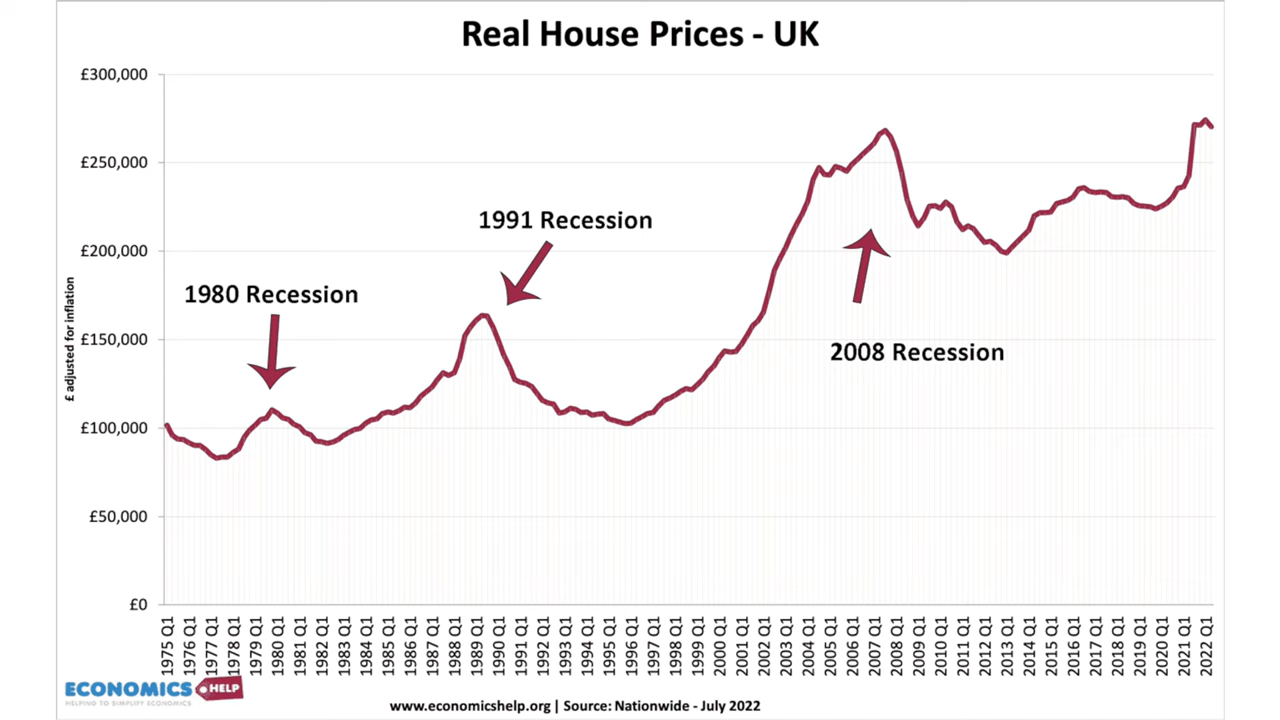 Real House Prices - UK
£300,000
£250,000
£200,000
£150,000
£100,000
£50,000
£0
£ adjusted for inflation
1980 Recession
1991 Recession
2008 Recession
1975 Q1
1976 Q1
1977 Q1
1978 Q1
1979 Q1
1980 Q1
1981 Q1
1982 Q1
1983 Q1
1984 Q1
1985 Q1
1986 Q1
1987 Q1
1988 Q1
1989 Q1
1990 Q1
1991 Q1
1992 Q1
1993 Q1
1994 Q1
1995 Q1
1996 Q1
1997 Q1
1998 Q1
1999 Q1
2000 Q1
2001 Q1
2002 Q1
2003 Q1
2004 Q1
2005 Q1
2006 Q1
2007 Q1
2008 Q1
2009 Q1
2010 Q1
2011 Q1
2012 Q1
2013 Q1
2014 Q1
2015 Q1
2016 Q1
2017 Q1
2018 Q1
2019 Q1
2020 Q1
2021 Q1
2022 Q1
ECONOMICS HELP
HELPING TO SIMPLIFY ECONOMICS
www.economicshelp.org | Source: Nationwide - July 2022